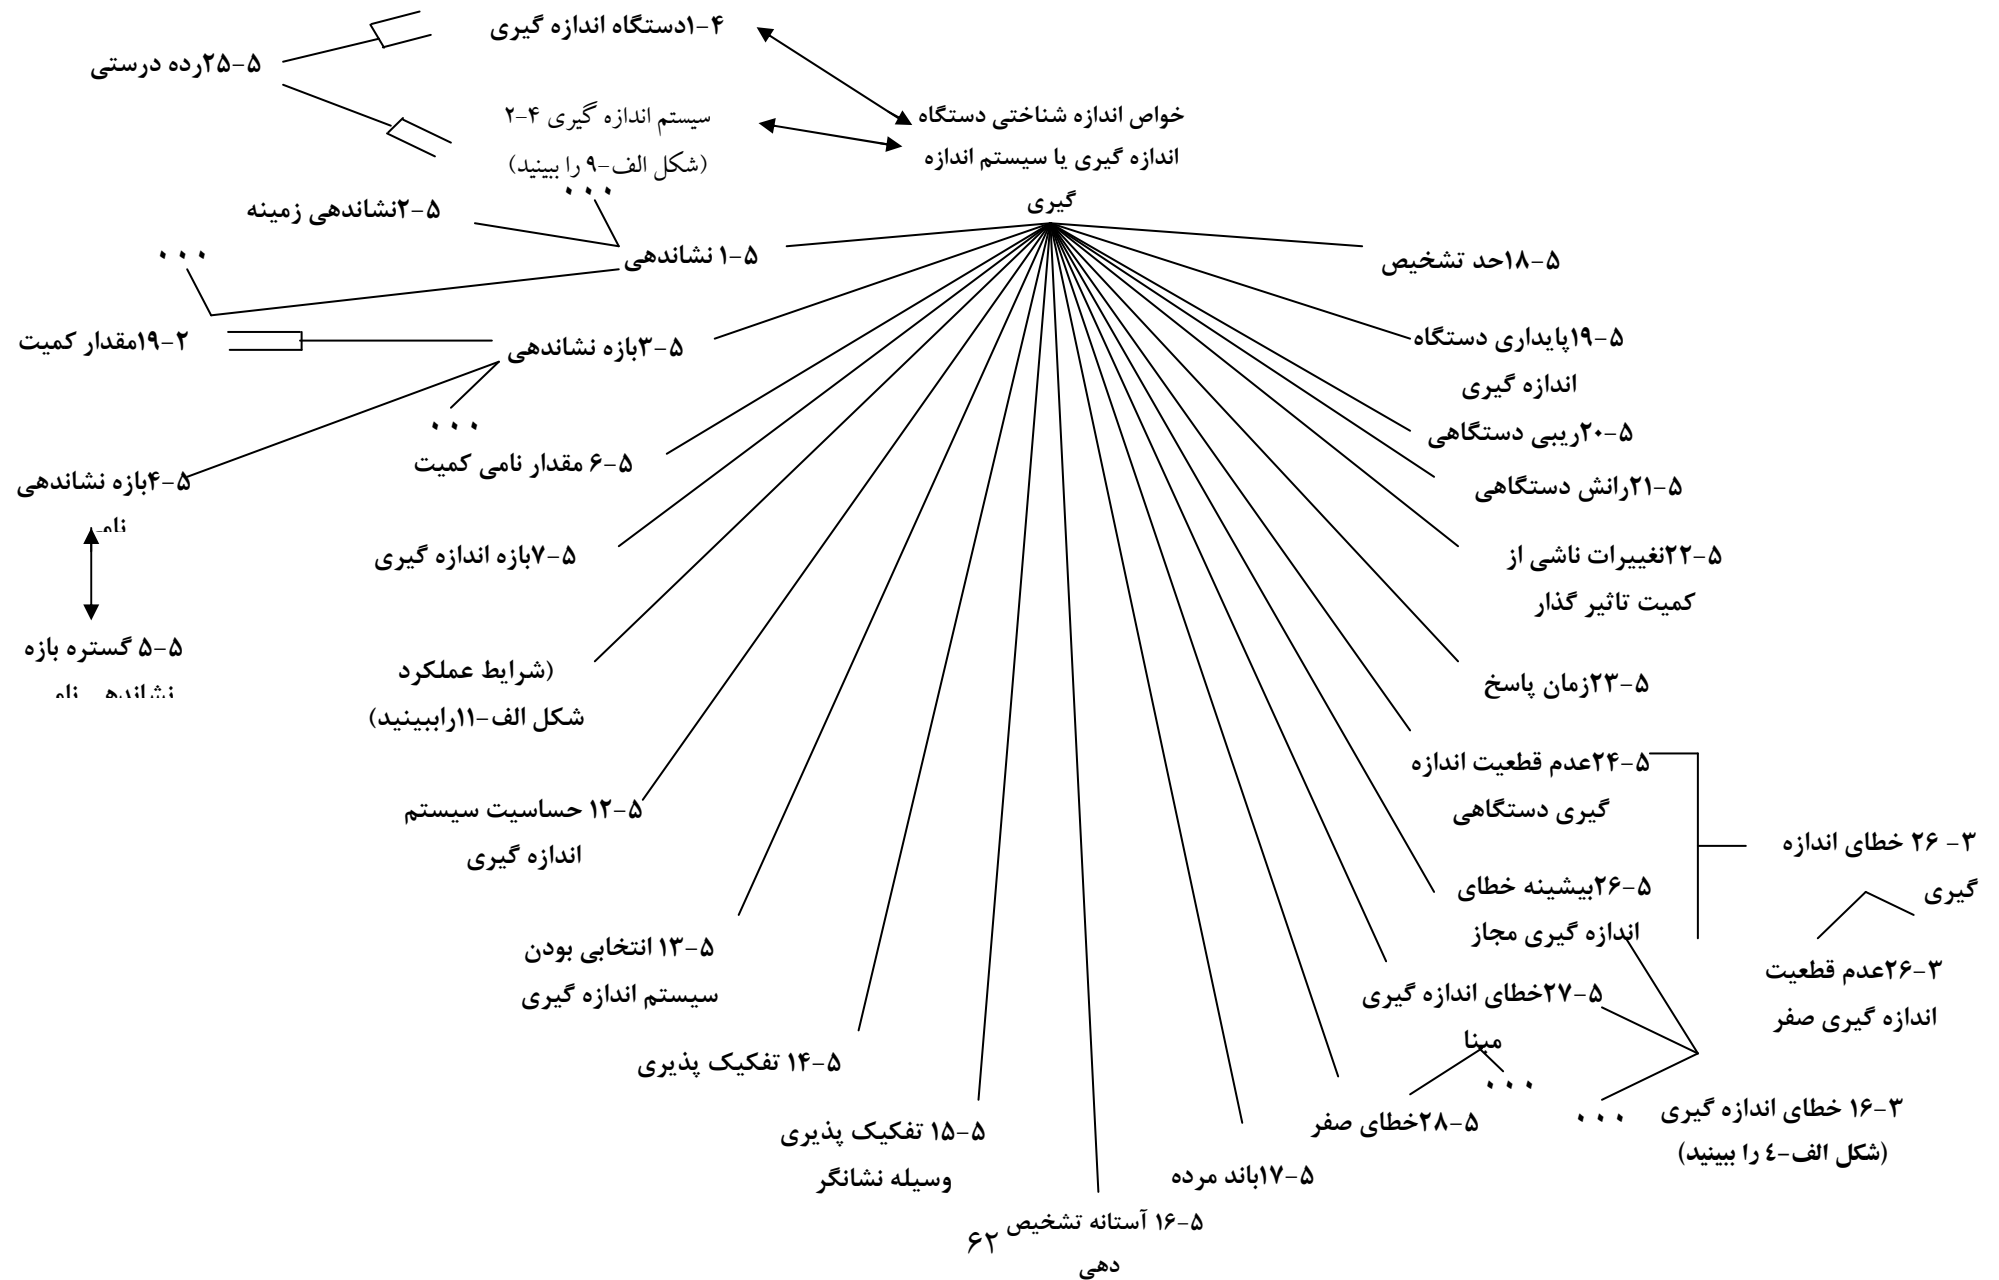 ۴-۱دستگاه اندازه گیری
۵-۲۵رده درستی
سیستم اندازه گیری ۴-۲
(شکل الف-۹ را ببینید)
خواص اندازه شناختی دستگاه
اندازه گیری یا سیستم اندازه
گیری
...
۵-۲نشاندهی زمینه
...
۵-۱ نشاندهی
۵-۱۸حد تشخیص
۲-۱۹مقدار کمیت
۵-۳بازه نشاندهی
...
۵-۱۹پایداری دستگاه
اندازه گیری
۵-۲۰ریبی دستگاهی
۵-۶ مقدار نامی کمیت
۵-۴بازه نشاندهی
۵-۲۱رانش دستگاهی
۵-۷بازه اندازه گیری
۵-۲۲نغییرات ناشی از
کمیت تاثیر گذار
۵-۵ گستره بازه
نشاندهی نامی
(شرایط عملکرد
شکل الف-۱۱راببینید)
۵-۲۳زمان پاسخ
۵-۲۴عدم قطعیت اندازه
گیری دستگاهی
۵-۱۲ حساسیت سیستم
اندازه گیری
۳- ۲۶ خطای اندازه
گیری
۵-۲۶بیشینه خطای
اندازه گیری مجاز
۵-۱۳ انتخابی بودن
سیستم اندازه گیری
۳-۲۶عدم قطعیت
اندازه گیری صفر
۵-۲۷خطای اندازه گیری
مبنا
...
۵-۱۴ تفکیک پذیری
۵-۲۸خطای صفر
...
۳-۱۶ خطای اندازه گیری
(شکل الف-٤ را ببینید)
۵-۱۵ تفکیک پذیری
وسیله نشانگر
۵-۱۷باند مرده
۵-۱۶ آستانه تشخیص
دهی
۶۲